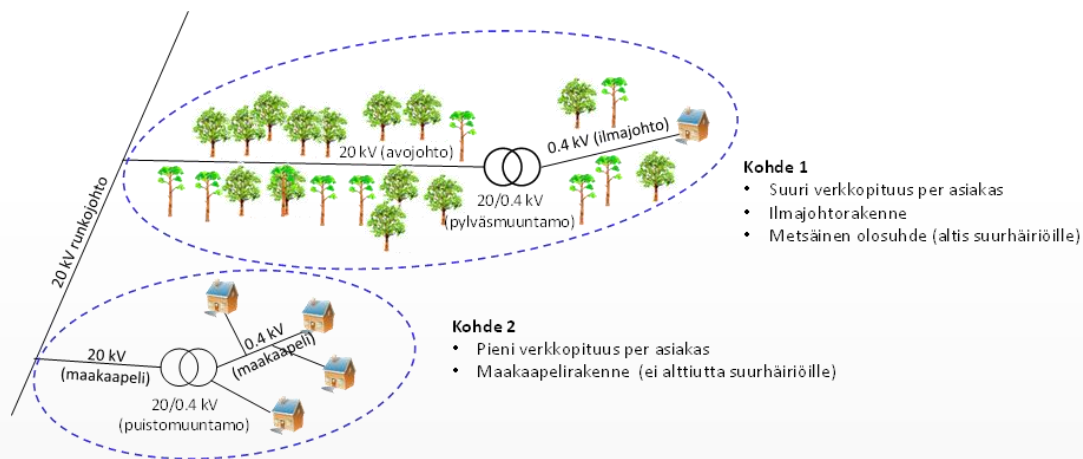 20 kV runkojohto
20 kV (avojohto)
0.4 kV (ilmajohto)
20/0.4 kV
(pylväsmuuntamo)
Kohde 1
• Suuri verkkopituus per asiakas
• Ilmajohtorakenne
• Metsäinen olosuhde (altis suurhäiriöille)
20 kV
(maakaapeli)
0.4 kV
(maakaapeli)
20/0.4 kV
(puistomuuntamo)
Kohde 2
• Pieni verkkopituus per asiakas
• Maakaapelirakenne (ei alttiutta suurhäiriöille)